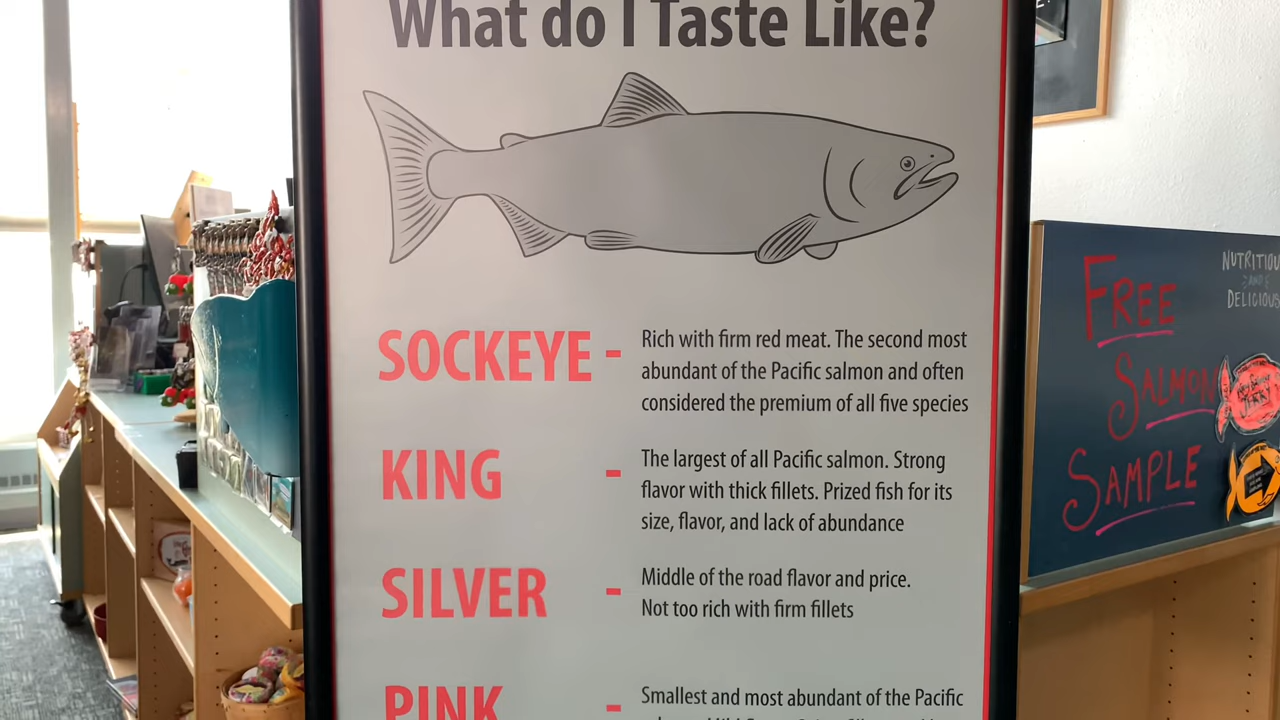 What do I Taste Like?
SOCKEYE - Rich with firm red meat. The second most
abundant of the Pacific salmon and often
considered the premium of all five species
KING - The largest of all Pacific salmon. Strong
flavor with thick fillets. Prized fish for its
size, flavor, and lack of abundance
SILVER - Middle of the road flavor and price.
Not too rich with firm fillets
PINK - Smallest and most abundant of the Pacific
FREE
SALMON
SAMPLE
NUTRITIOU
AND
DELICIOUS
JERKY